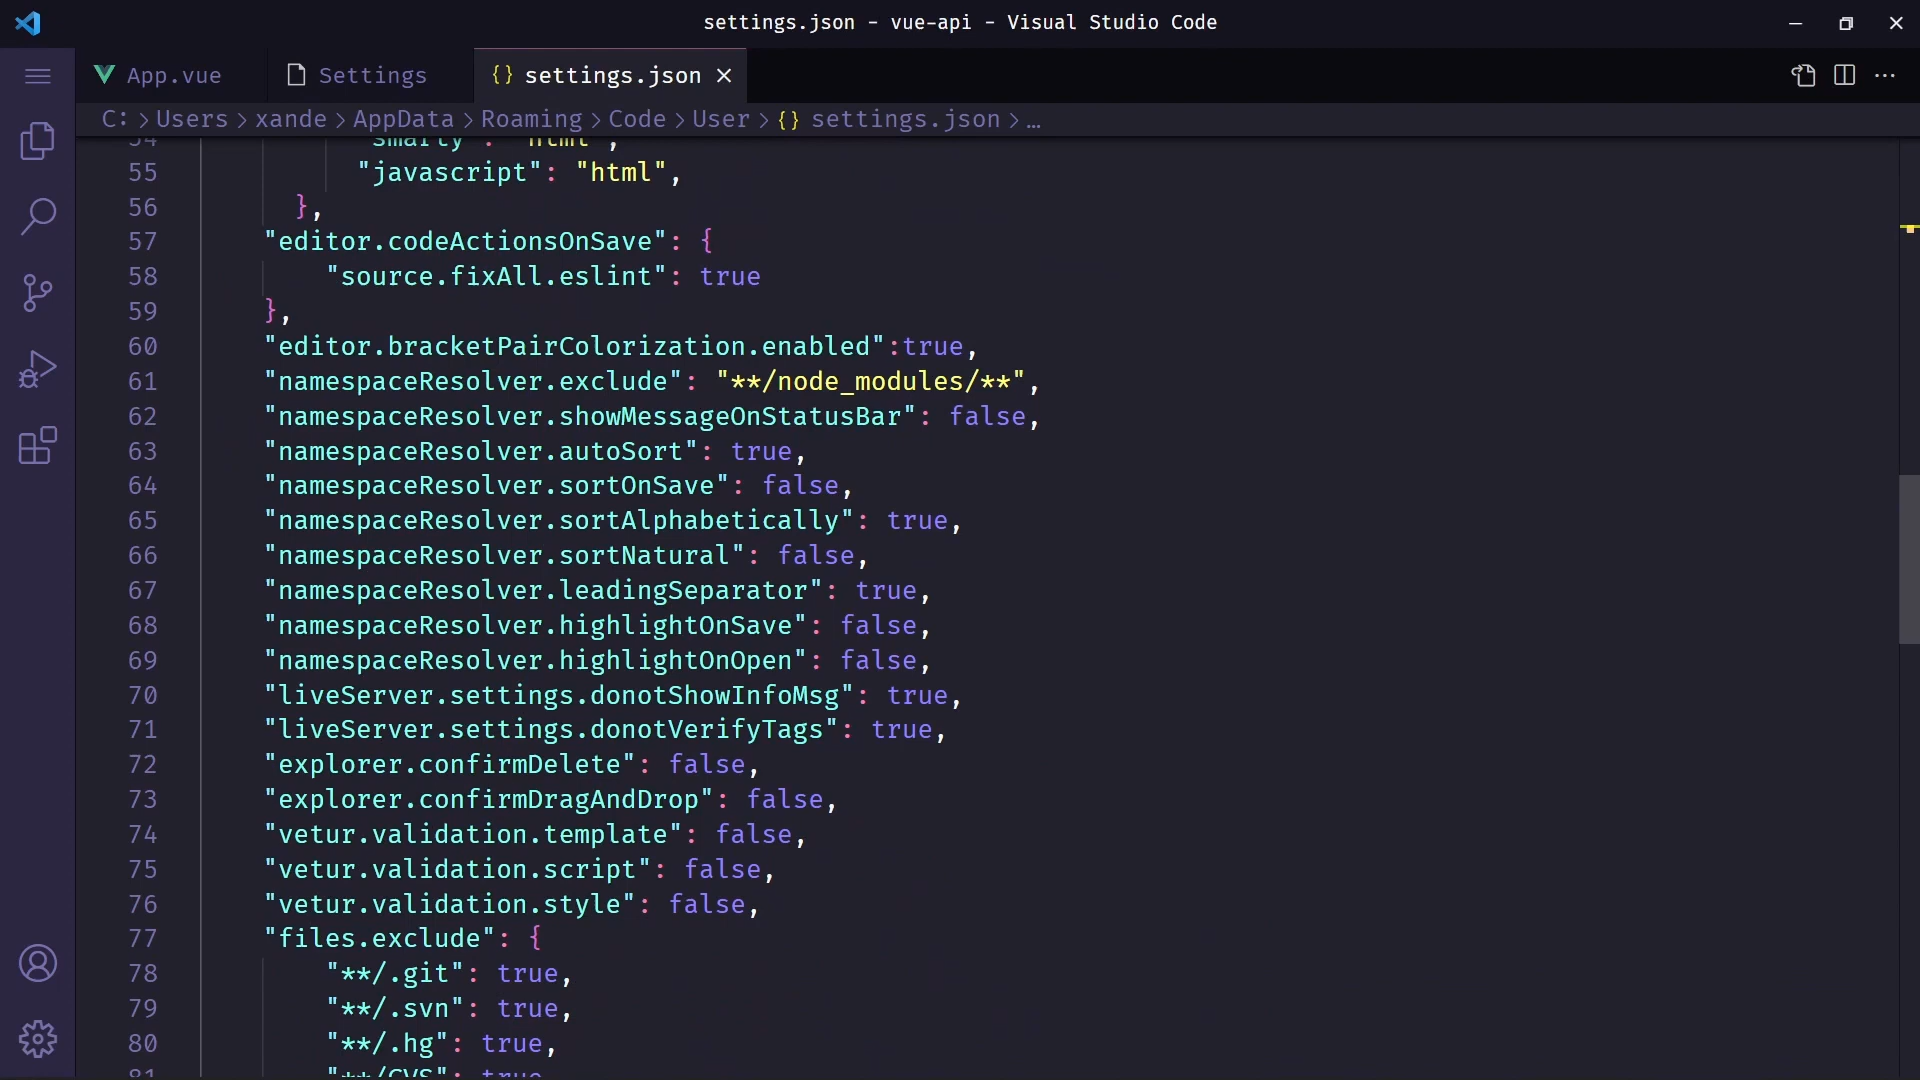 settings.json - vue-api - Visual Studio Code
App.vue
Settings
{} settings.json
C: > Users > xande > AppData > Roaming > Code > User > {} settings.json > …
54 "smarty": "html",
55 "javascript": "html",
56 },
57 "editor.codeActionsOnSave": {
58 "source.fixAll.eslint": true
59 },
60 "editor.bracketPairColorization.enabled":true,
61 "namespaceResolver.exclude": "**/node_modules/**",
62 "namespaceResolver.showMessageOnStatusBar": false,
63 "namespaceResolver.autoSort": true,
64 "namespaceResolver.sortOnSave": false,
65 "namespaceResolver.sortAlphabetically": true,
66 "namespaceResolver.sortNatural": false,
67 "namespaceResolver.leadingSeparator": true,
68 "namespaceResolver.highlightOnSave": false,
69 "namespaceResolver.highlightOnOpen": false,
70 "liveServer.settings.donotShowInfoMsg": true,
71 "liveServer.settings.donotVerifyTags": true,
72 "explorer.confirmDelete": false,
73 "explorer.confirmDragAndDrop": false,
74 "vetur.validation.template": false,
75 "vetur.validation.script": false,
76 "vetur.validation.style": false,
77 "files.exclude": {
78 "**/.git": true,
79 "**/.svn": true,
80 "**/.hg": true,
81 "**/CVS": true